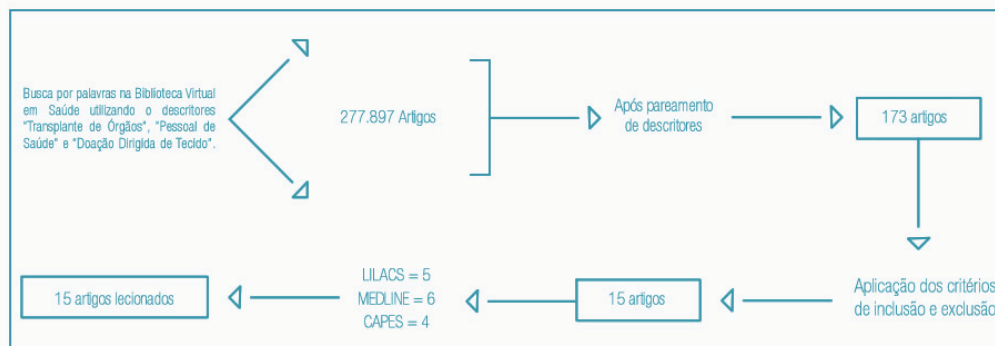 Busca por palavras na Biblioteca Virtual
em Saúde utilizando o descritores
"Transplante de Órgãos", "Pessoal de
Saúde" e "Doação Dirigida de Tecido".
277.897 Artigos
Após pareamento
de descritores
173 artigos
Aplicação dos critérios
de inclusão e exclusão
15 artigos
LILACS = 5
MEDLINE = 6
CAPES = 4
15 artigos lecionados